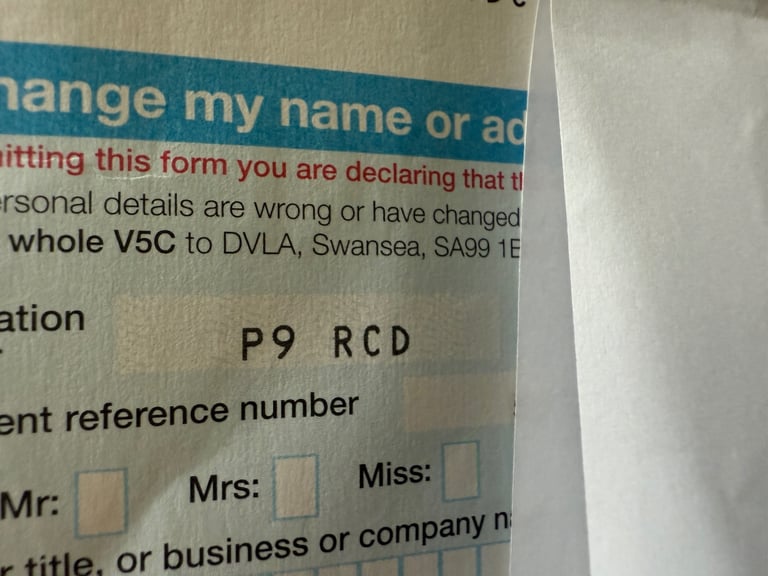 hange my name or ad
itting this form you are declaring that t
rsonal details are wrong or have changed
whole V5C to DVLA, Swansea, SA99 1
ation
P9 RCD
ent reference number
Mr: Mrs: Miss:
r title, or business or company n